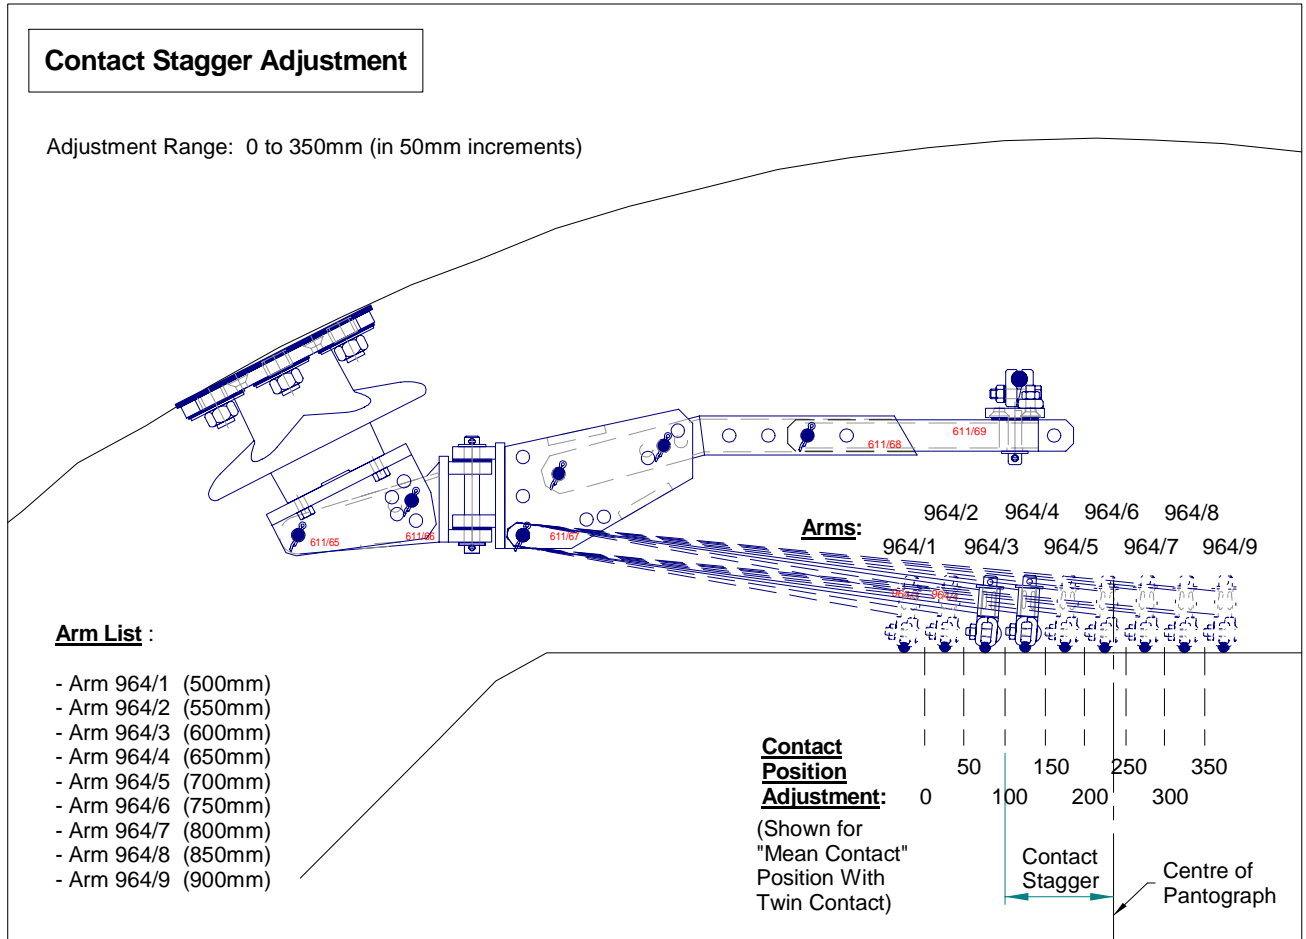 Contact Stagger Adjustment
Adjustment Range: 0 to 350mm (in 50mm increments)
611/69
611/68
611/65
611/66
611/67
Arms:
964/2 964/4 964/6 964/8
964/1 964/3 964/5 964/7 964/9
Arm List :
- Arm 964/1 (500mm)
- Arm 964/2 (550mm)
- Arm 964/3 (600mm)
- Arm 964/4 (650mm)
- Arm 964/5 (700mm)
- Arm 964/6 (750mm)
- Arm 964/7 (800mm)
- Arm 964/8 (850mm)
- Arm 964/9 (900mm)
Contact
Position
Adjustment:
50 150 250 350
0 100 200 300
(Shown for
"Mean Contact"
Position With
Twin Contact)
Contact
Stagger
Centre of
Pantograph